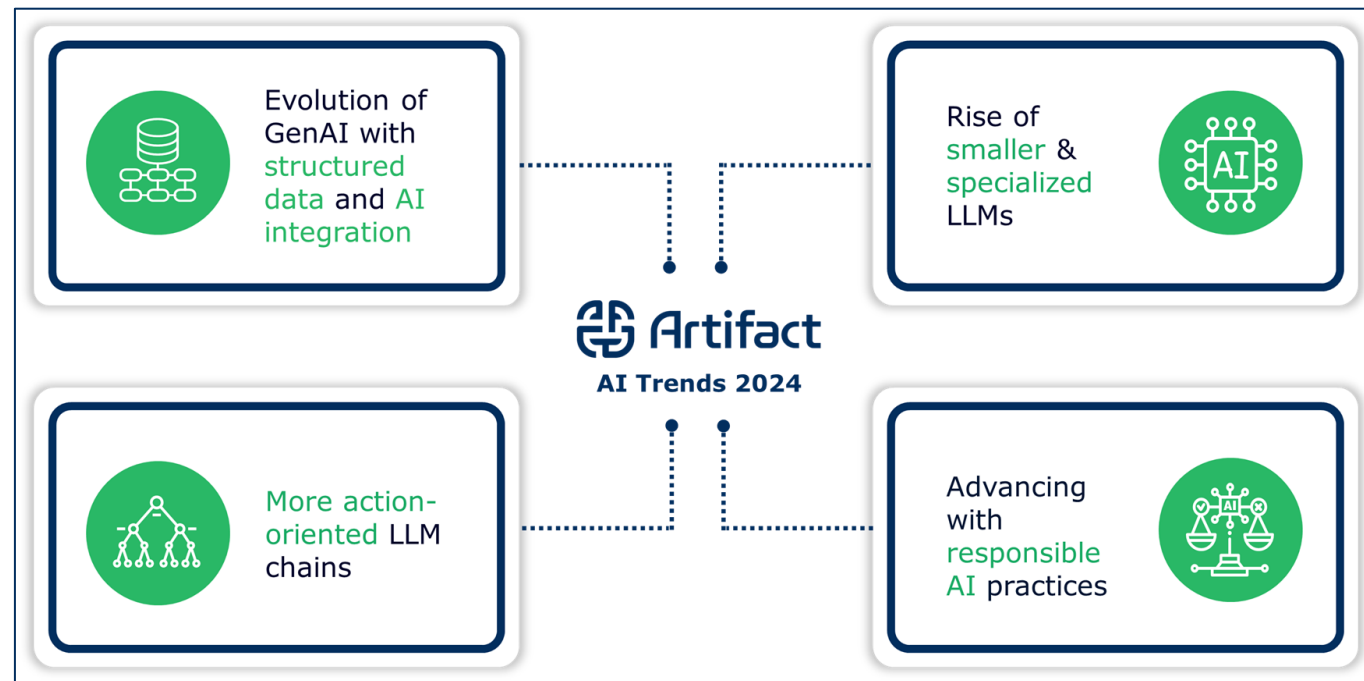 Evolution of
GenAI with
structured
data and AI
integration
Rise of
smaller &
specialized
LLMs
AI
Artifact
AI Trends 2024
More action-
oriented LLM
chains
Advancing
with
responsible
AI practices
AI